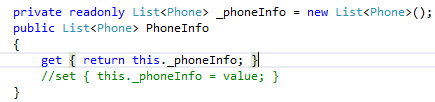 private readonly List<Phone> _phoneInfo = new List<Phone>();
public List<Phone> PhoneInfo
{
get { return this._phoneInfo; }
//set { this._phoneInfo = value; }
}